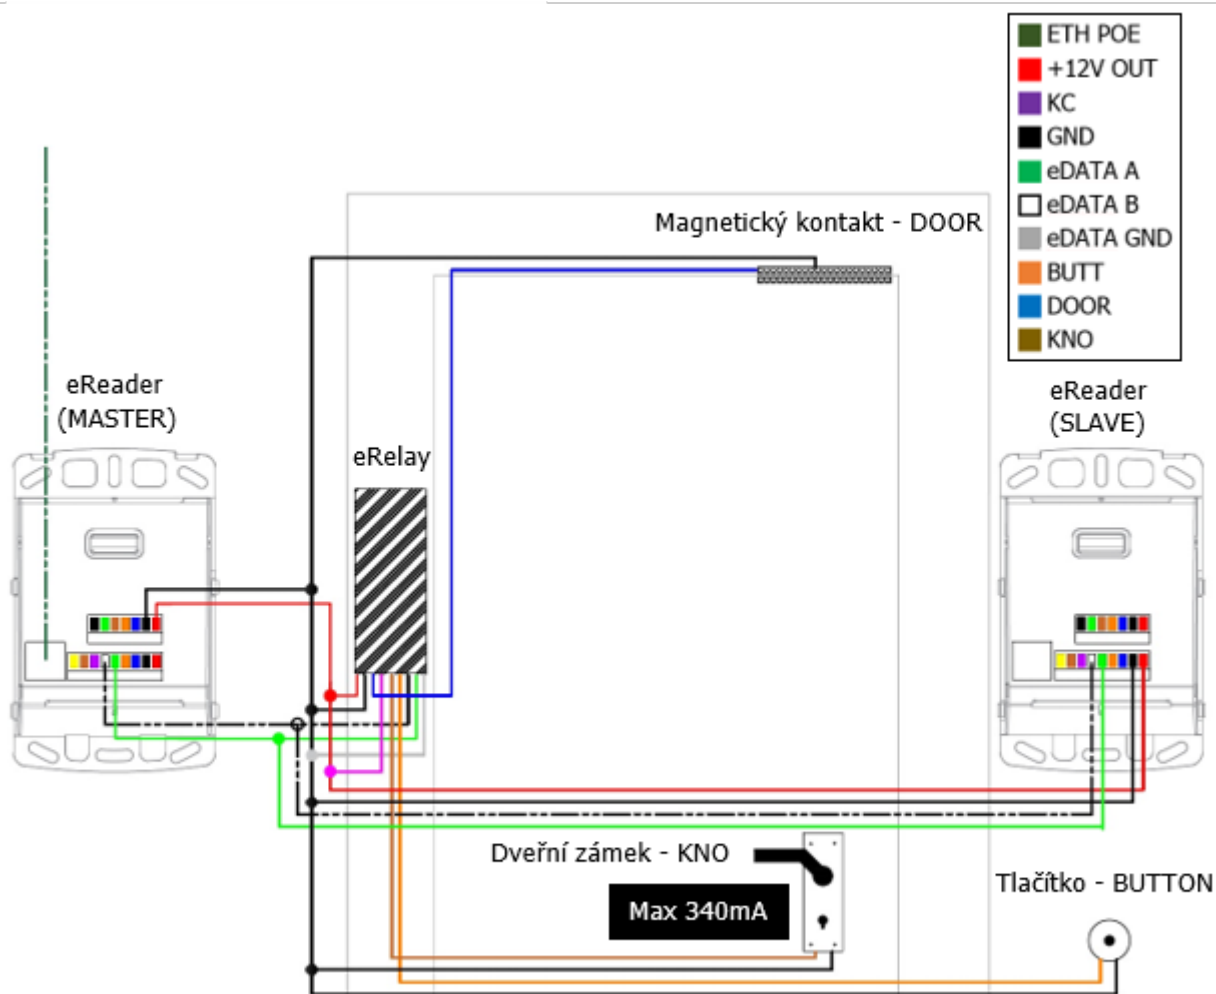 ETH POE
+12V OUT
KC
GND
eDATA A
eDATA B
eDATA GND
BUTT
DOOR
KNO
Magnetický kontakt - DOOR
eReader
(MASTER)
eReader
(SLAVE)
eRelay
Dveřní zámek - KNO
Max 340mA
Tlačítko - BUTTON